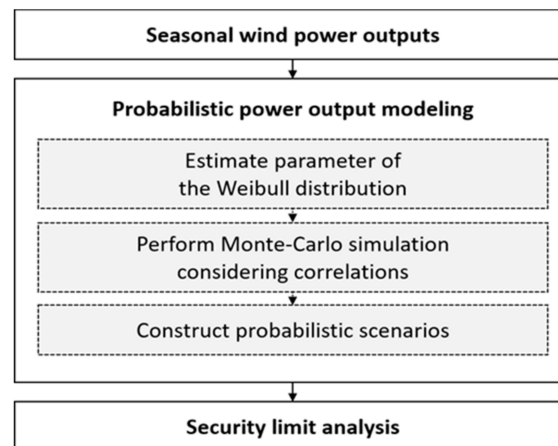 Seasonal wind power outputs
Probabilistic power output modeling
Estimate parameter of
the Weibull distribution
Perform Monte-Carlo simulation
considering correlations
Construct probabilistic scenarios
Security limit analysis